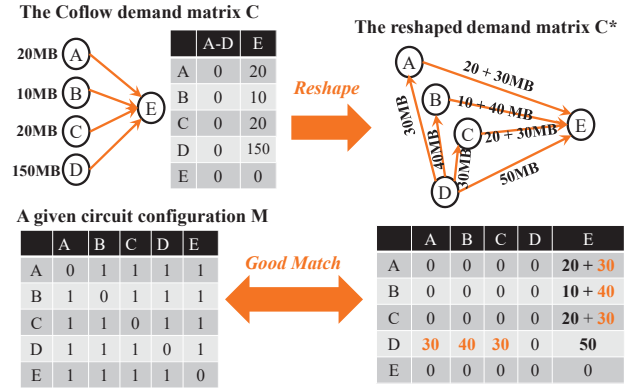 The Coflow demand matrix C
The reshaped demand matrix C*
20MB A
10MB B
20MB C
150MB D
E
A-D E
A 0 20
B 0 10
C 0 20
D 0 150
E 0 0
Reshape
A
B
C
D
E
20 + 30MB
10 + 40 MB
20 + 30MB
50MB
30MB
40MB
30MB
A given circuit configuration M
A B C D E
A 0 1 1 1 1
B 1 0 1 1 1
C 1 1 0 1 1
D 1 1 1 0 1
E 1 1 1 1 0
Good Match
A B C D E
A 0 0 0 0 20 + 30
B 0 0 0 0 10 + 40
C 0 0 0 0 20 + 30
D 30 40 30 0 50
E 0 0 0 0 0